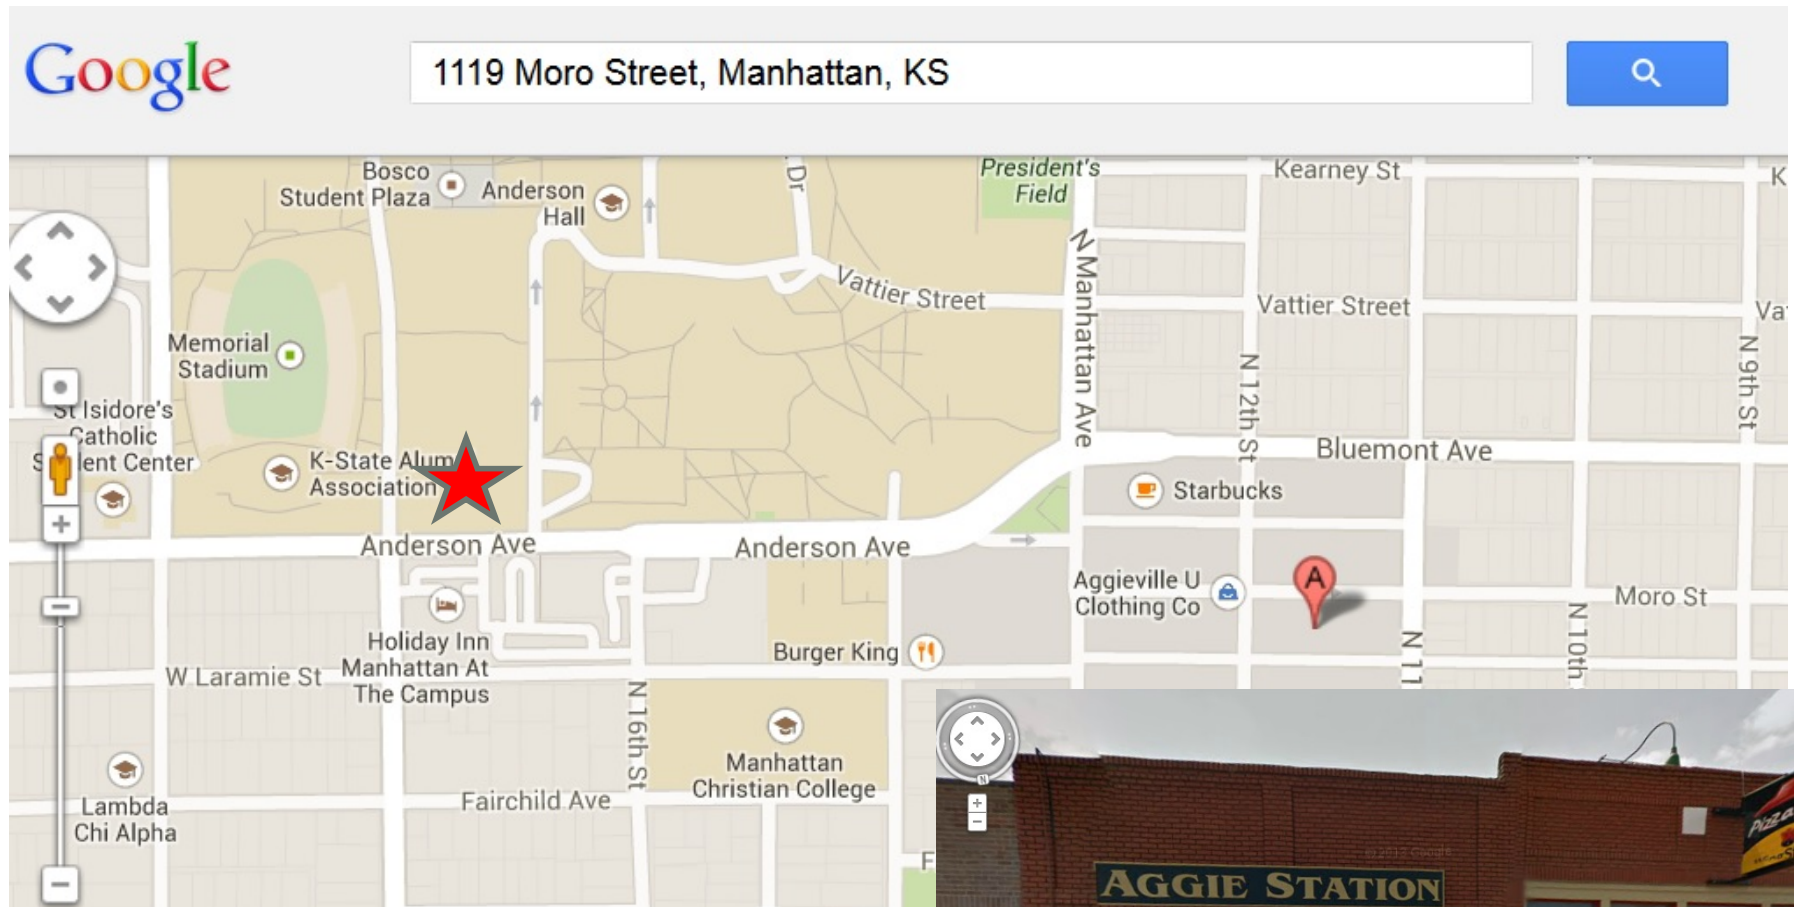 Google
1119 Moro Street, Manhattan, KS
Bosco
Student Plaza
Anderson
Hall
Dr
President's
Field
Kearney St
K
N Manhattan Ave
Vattier Street
Vattier Street
Va
Memorial
Stadium
N 12th St
N 9th St
St Isidore's
Catholic
Center
K-State Alum
Association
Bluemont Ave
Starbucks
Anderson Ave
Anderson Ave
Aggieville U
Clothing Co
A
Moro St
Holiday Inn
Manhattan At
The Campus
Burger King
N 11
N 10th
W Laramie St
N 16th St
Manhattan
Christian College
Fairchild Ave
Lambda
Chi Alpha
F
N
©2012 Google
Pizza
AGGIE STATION